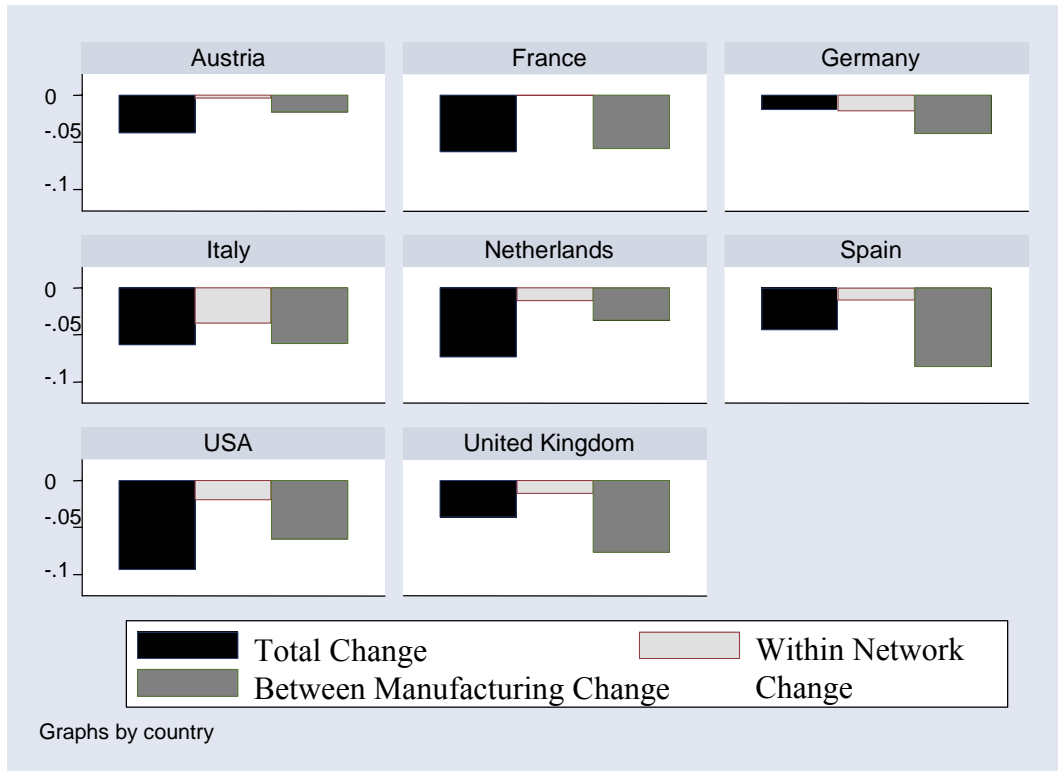 Austria France Germany
0
-.05
-.1
Italy Netherlands Spain
0
-.05
-.1
USA United Kingdom
0
-.05
-.1
Total Change Within Network
Between Manufacturing Change Change
Graphs by country